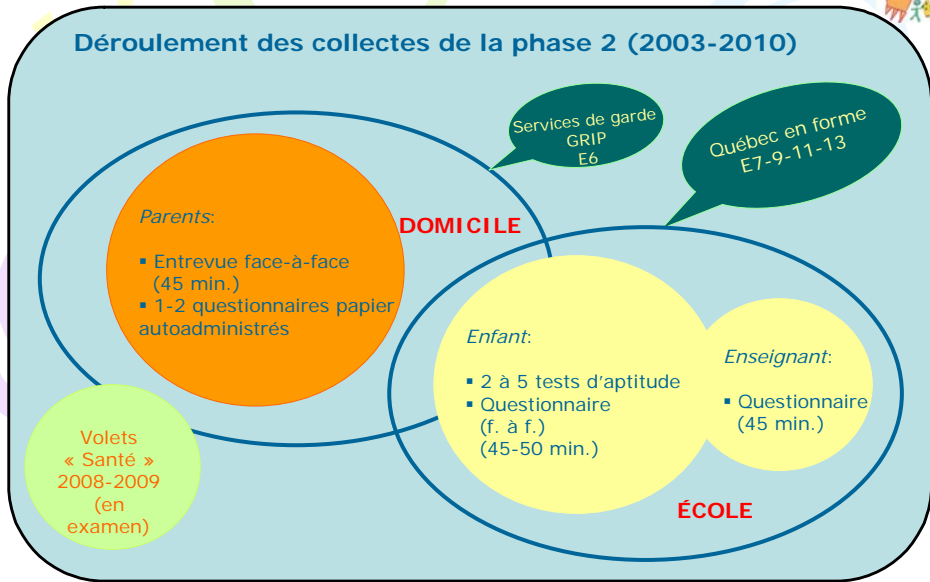 Déroulement des collectes de la phase 2 (2003-2010)
Services de garde
GRIP
E6
Québec en forme
E7-9-11-13
Parents:
▪ Entrevue face-à-face
(45 min.)
▪ 1-2 questionnaires papier
autoadministrés
DOMICILE
Enfant:
▪ 2 à 5 tests d'aptitude
▪ Questionnaire
(f. à f.)
(45-50 min.)
Enseignant:
▪ Questionnaire
(45 min.)
Volets
« Santé »
2008-2009
(en
examen)
ÉCOLE